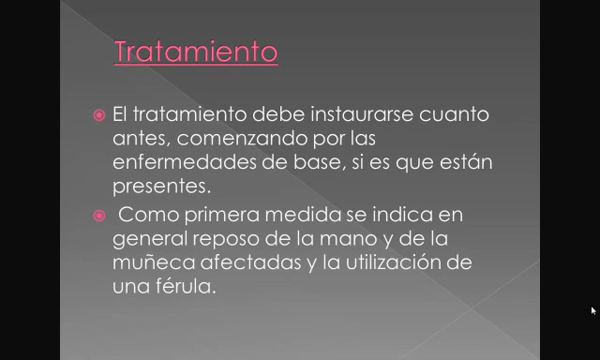 Tratamiento
El tratamiento debe instaurarse cuanto
antes, comenzando por las
enfermedades de base, si es que están
presentes.
Como primera medida se indica en
general reposo de la mano y de la
muñeca afectadas y la utilización de
una férula.